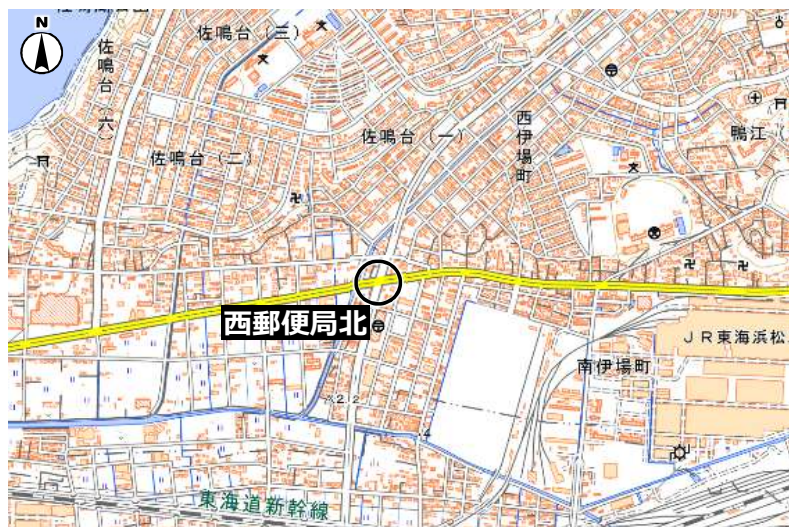 N
佐鳴台(三)
佐鳴台(六)
佐鳴台(二)
佐鳴台(一)
西伊場町
鴨江(
西郵便局北
JR東海浜松
南伊場町
2.2
東海道新幹線